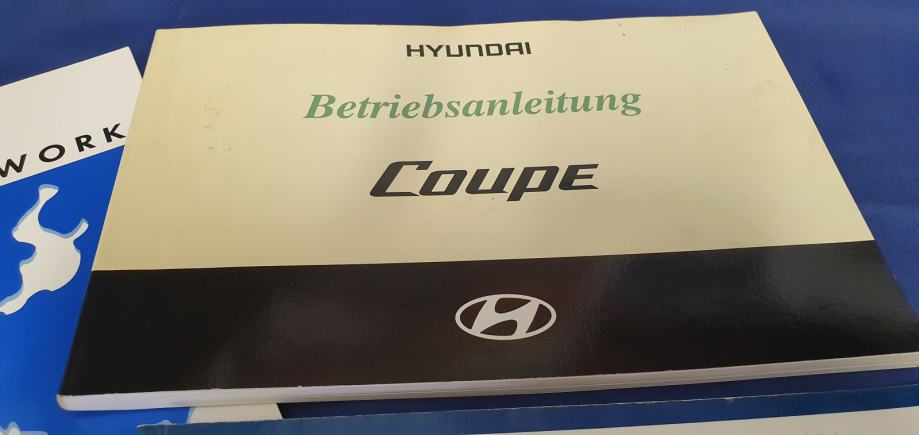 HYUNDAI
Betriebsanleitung
Coupe
WORK